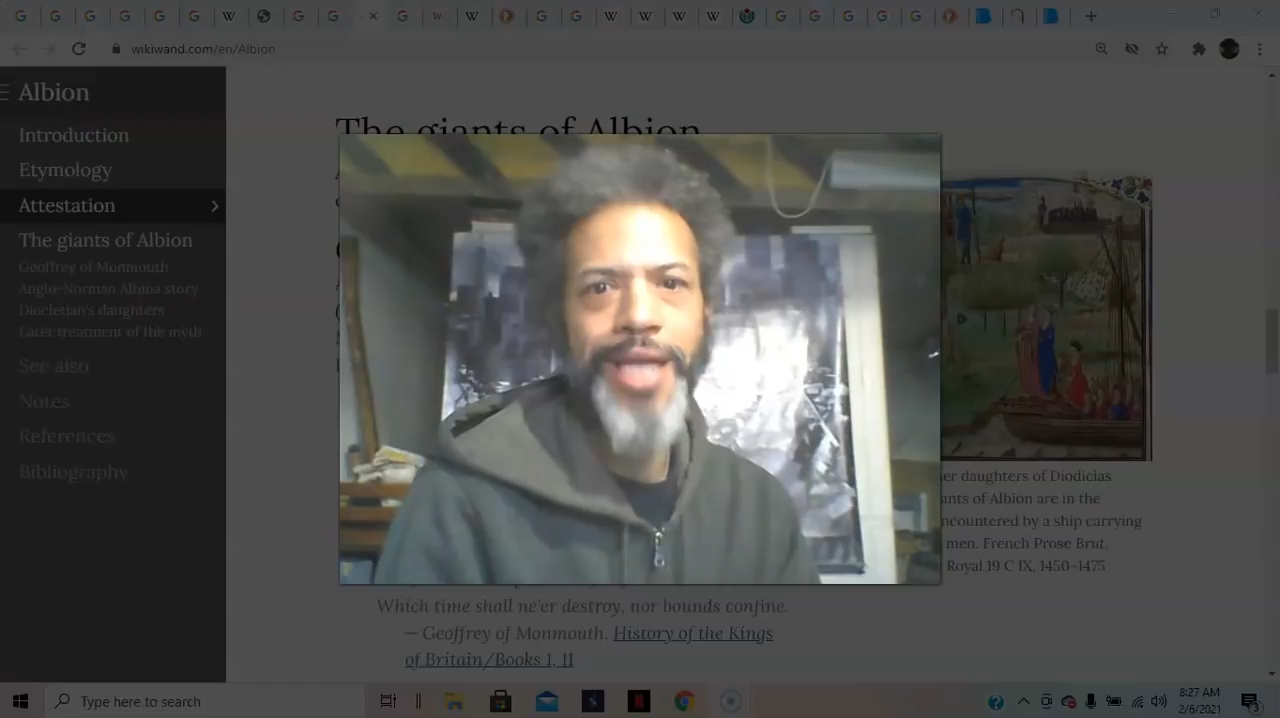 wikiwand.com/en/Albion
Albion
Introduction
Etymology
Attestation
The giants of Albion
Geoffrey of Monmouth
Anglo-Norman Albina story
Diocletian's daughters
Later treatment of the myth
See also
Notes
References
Bibliography
The giants of Albion
er daughters of Diodicias
ants of Albion are in the
ncountered by a ship carrying
men. French Prose Brut,
Royal 19 C IX, 1450–1475
Which time shall ne'er destroy, nor bounds confine.
— Geoffrey of Monmouth, History of the Kings
of Britain/Books 1, 11
Type here to search
8:27 AM
2/6/2021